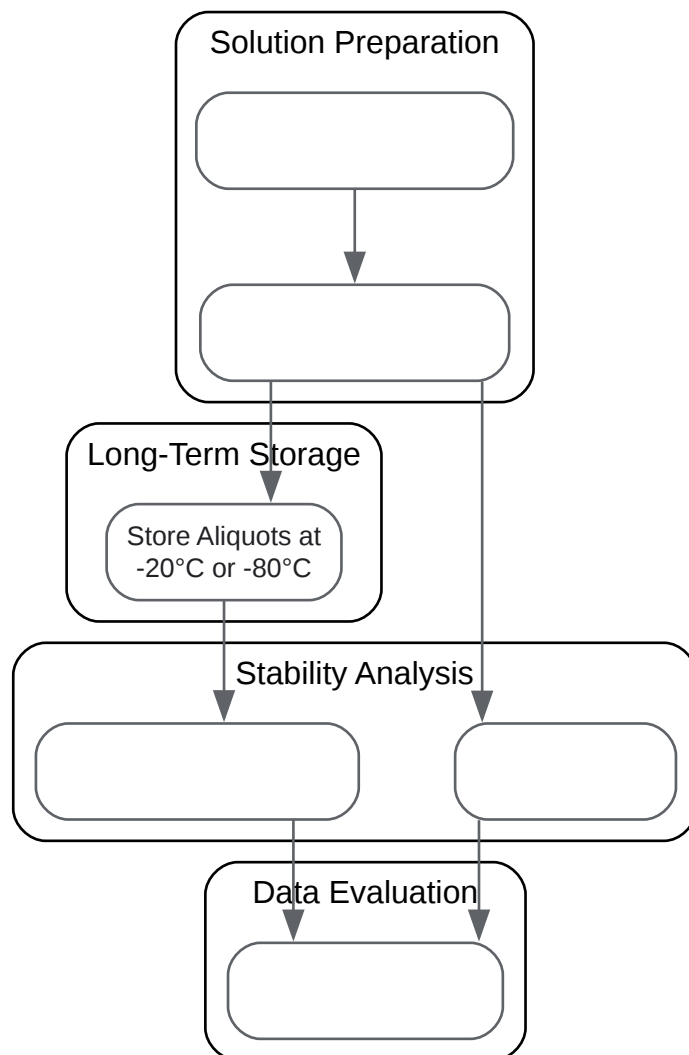 Solution Preparation
Long-Term Storage
Store Aliquots at
-20°C or -80°C
Stability Analysis
Data Evaluation